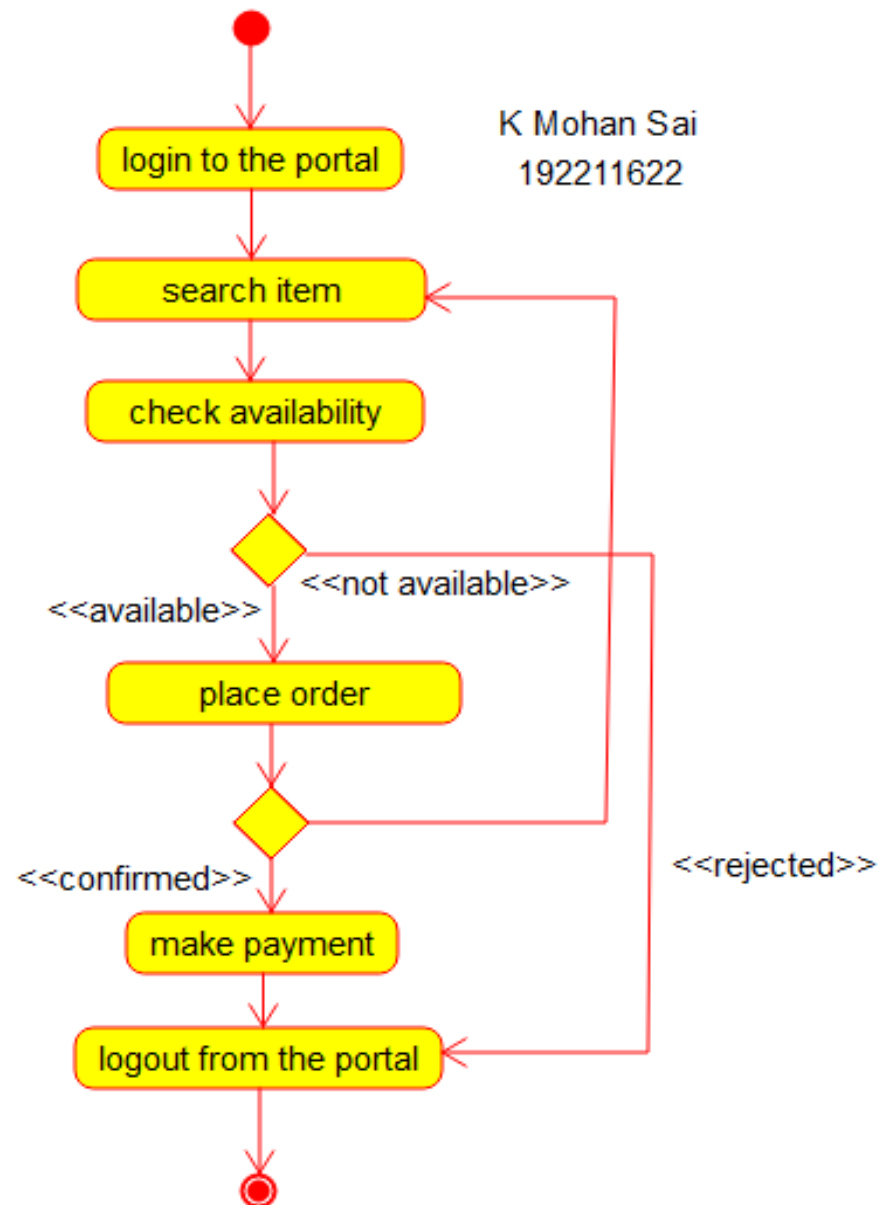 K Mohan Sai
192211622
login to the portal
search item
check availability
<<not available>>
<<available>>
place order
<<rejected>>
<<confirmed>>
make payment
logout from the portal